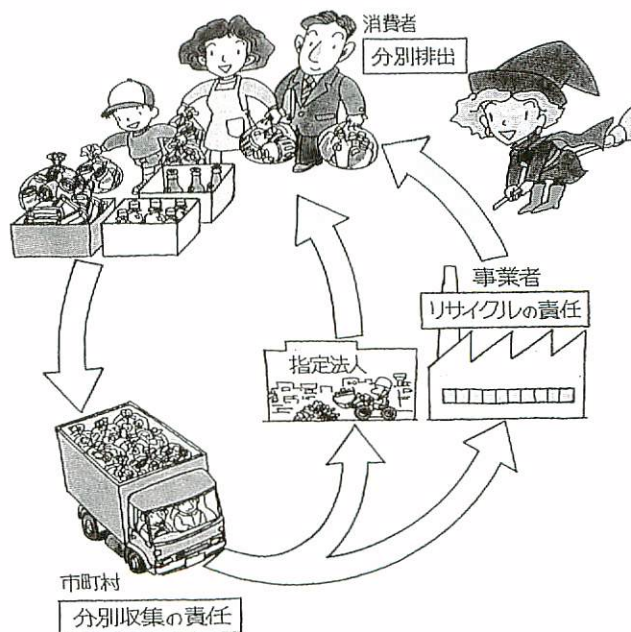 消費者
分別排出
事業者
リサイクルの責任
指定法人
市町村
分別収集の責任